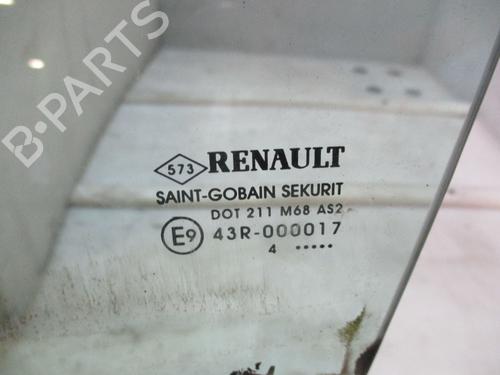 B-PARTS
573 RENAULT
SAINT-GOBAIN SEKURIT
DOT 211 M68 AS2
E9 43R-000017
4 .....